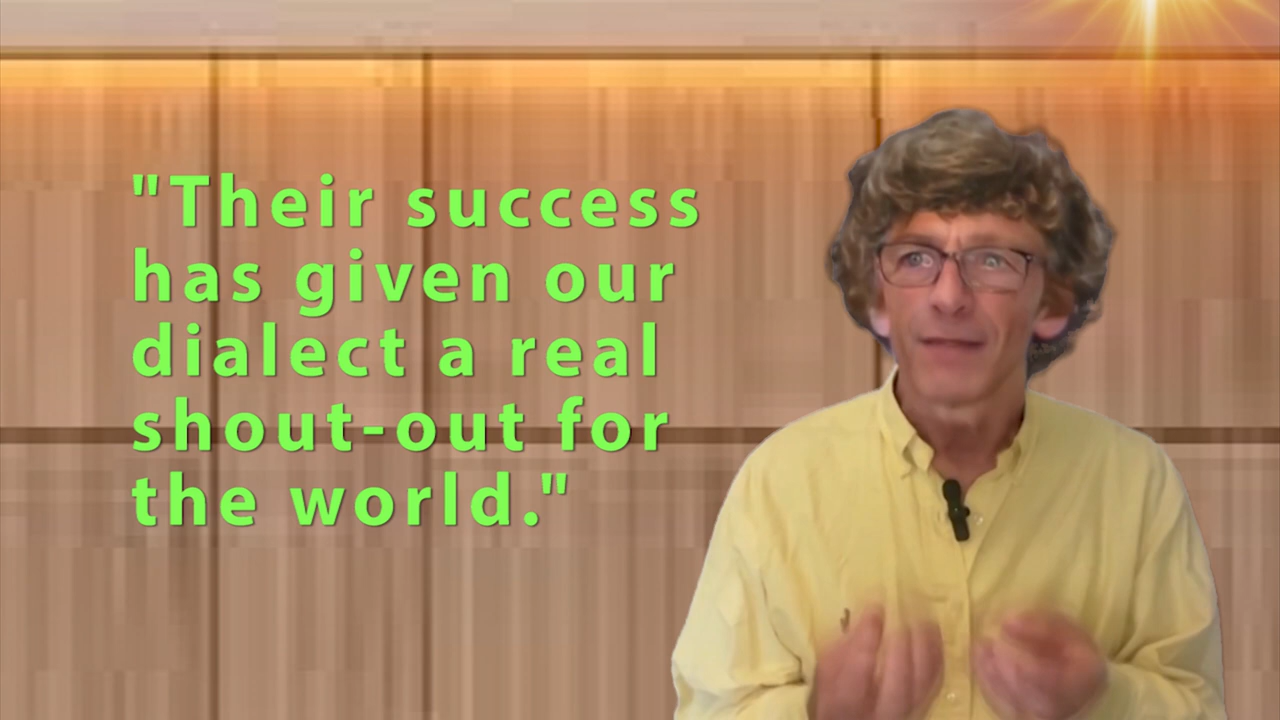 "Their success
has given our
dialect a real
shout-out for
the world."